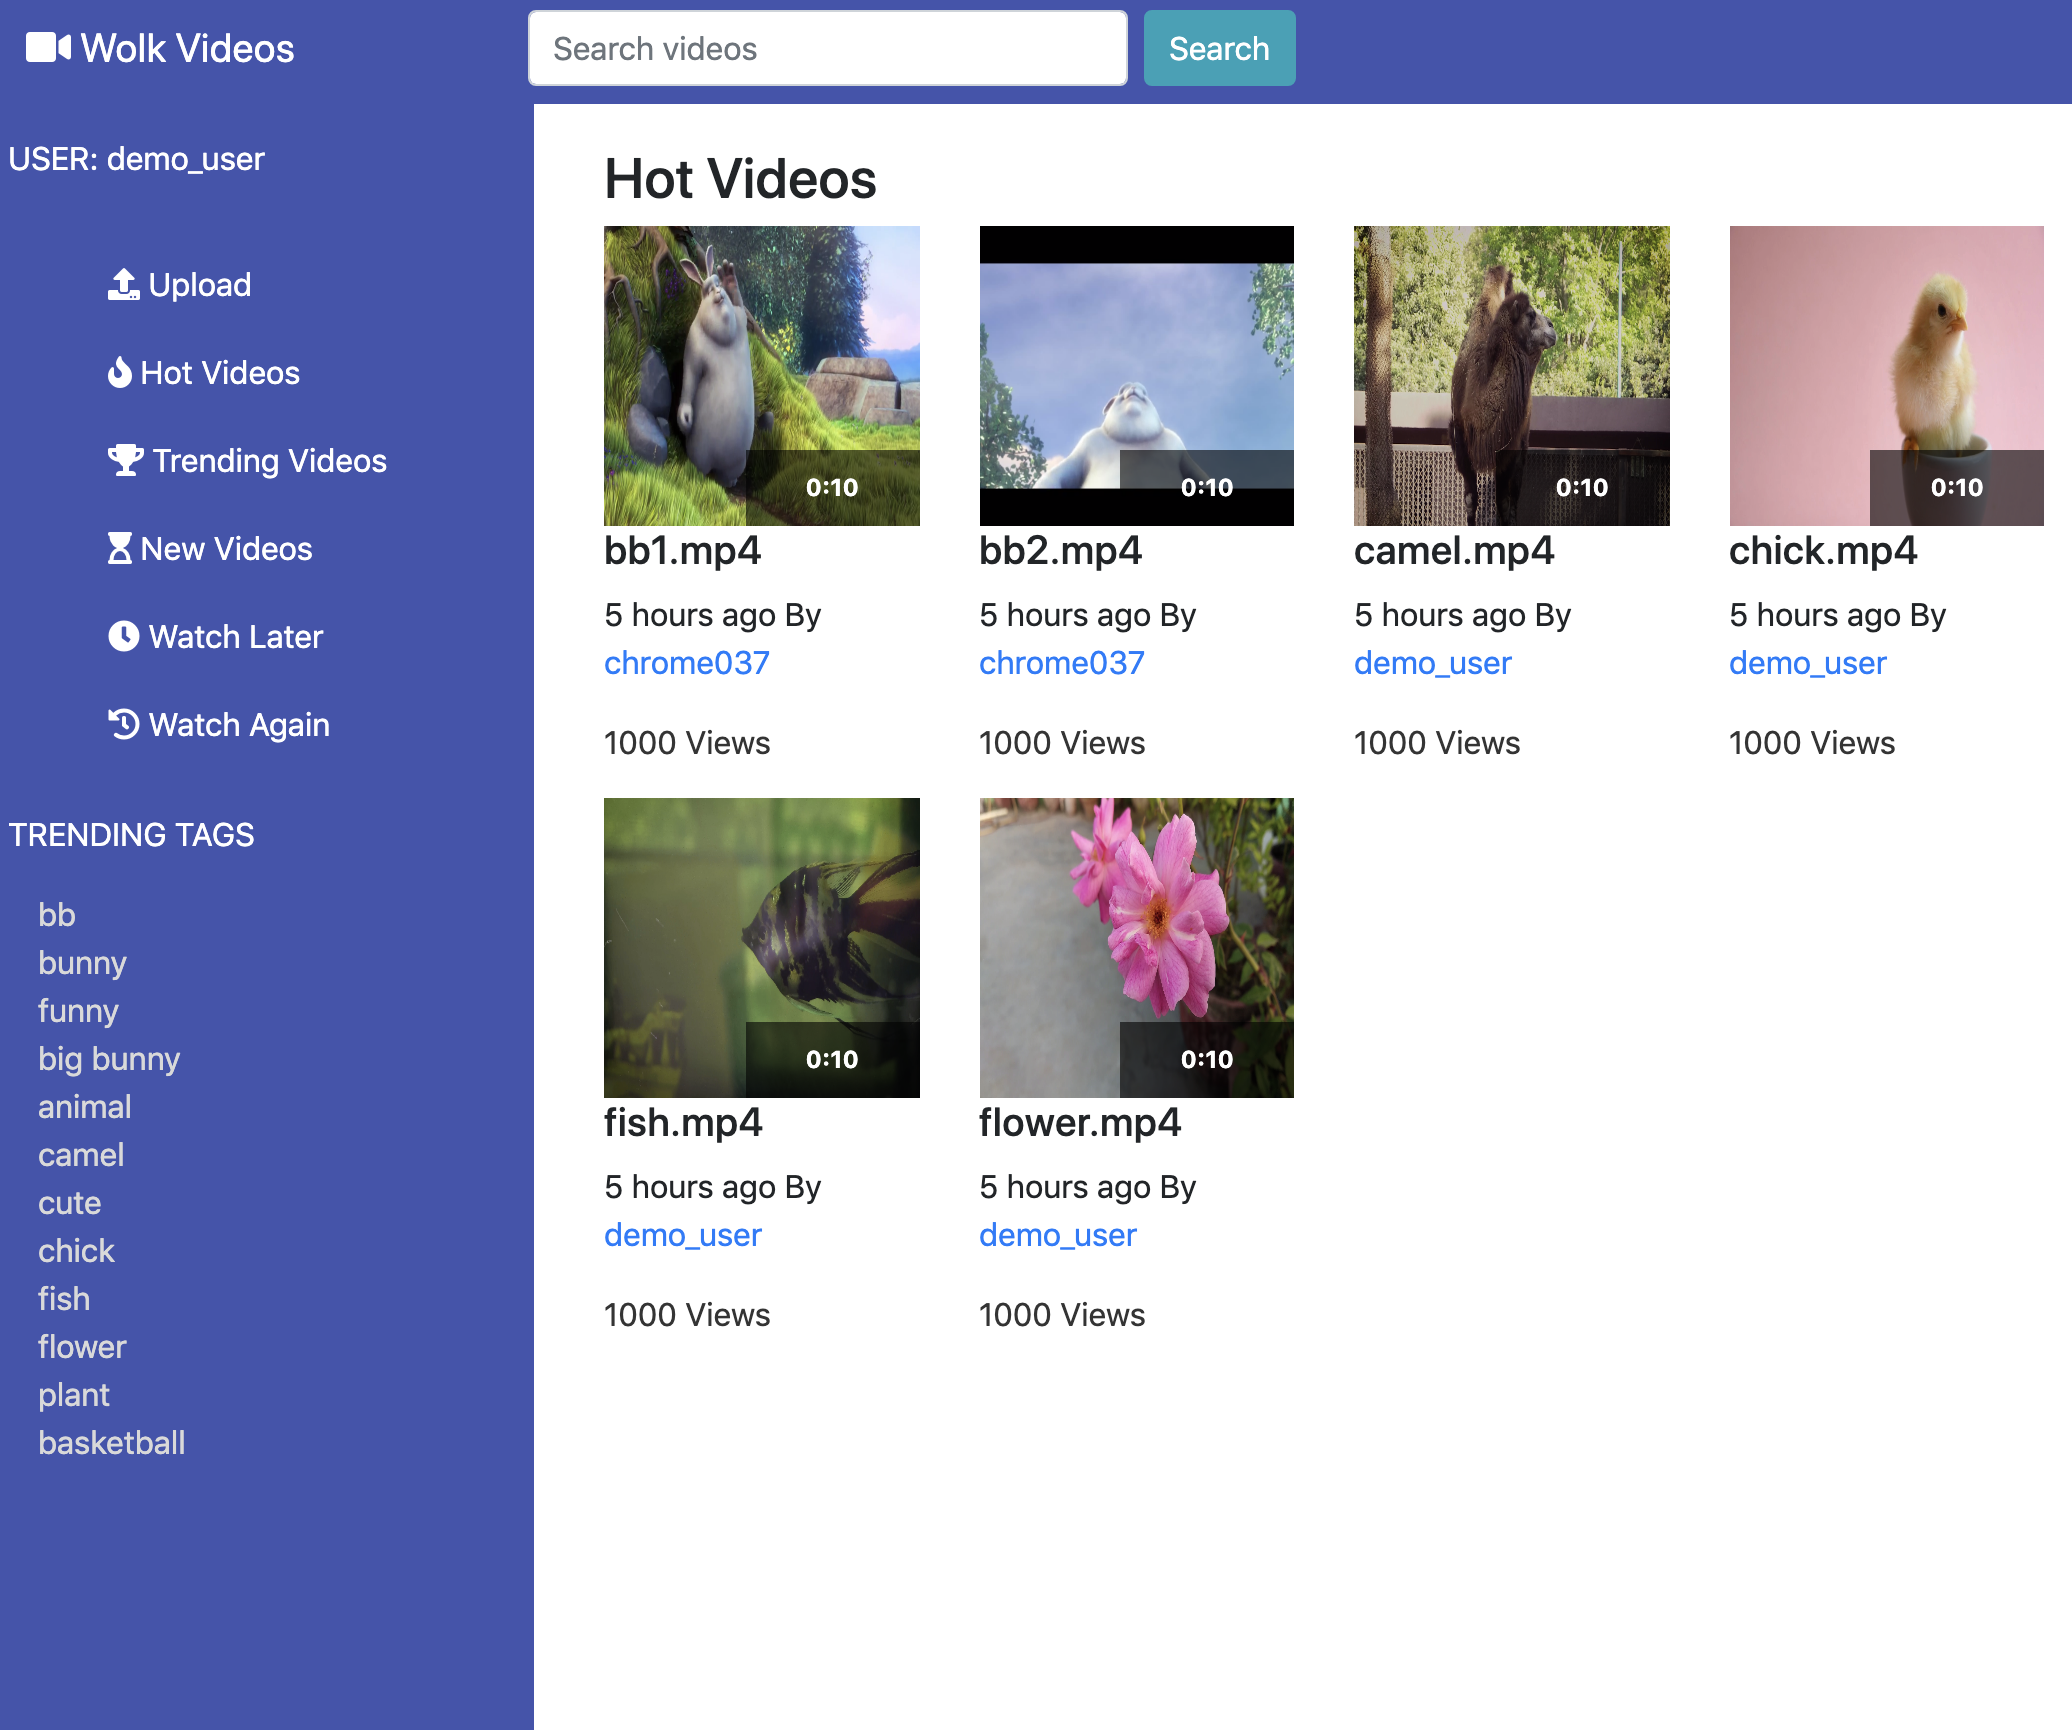 Wolk Videos
Search videos
Search
USER: demo_user
Upload
Hot Videos
Trending Videos
New Videos
Watch Later
Watch Again
TRENDING TAGS
bb
bunny
funny
big bunny
animal
camel
cute
chick
fish
flower
plant
basketball
Hot Videos
0:10
bb1.mp4
5 hours ago By
chrome037
1000 Views
0:10
bb2.mp4
5 hours ago By
chrome037
1000 Views
0:10
camel.mp4
5 hours ago By
demo_user
1000 Views
0:10
chick.mp4
5 hours ago By
demo_user
1000 Views
0:10
fish.mp4
5 hours ago By
demo_user
1000 Views
0:10
flower.mp4
5 hours ago By
demo_user
1000 Views